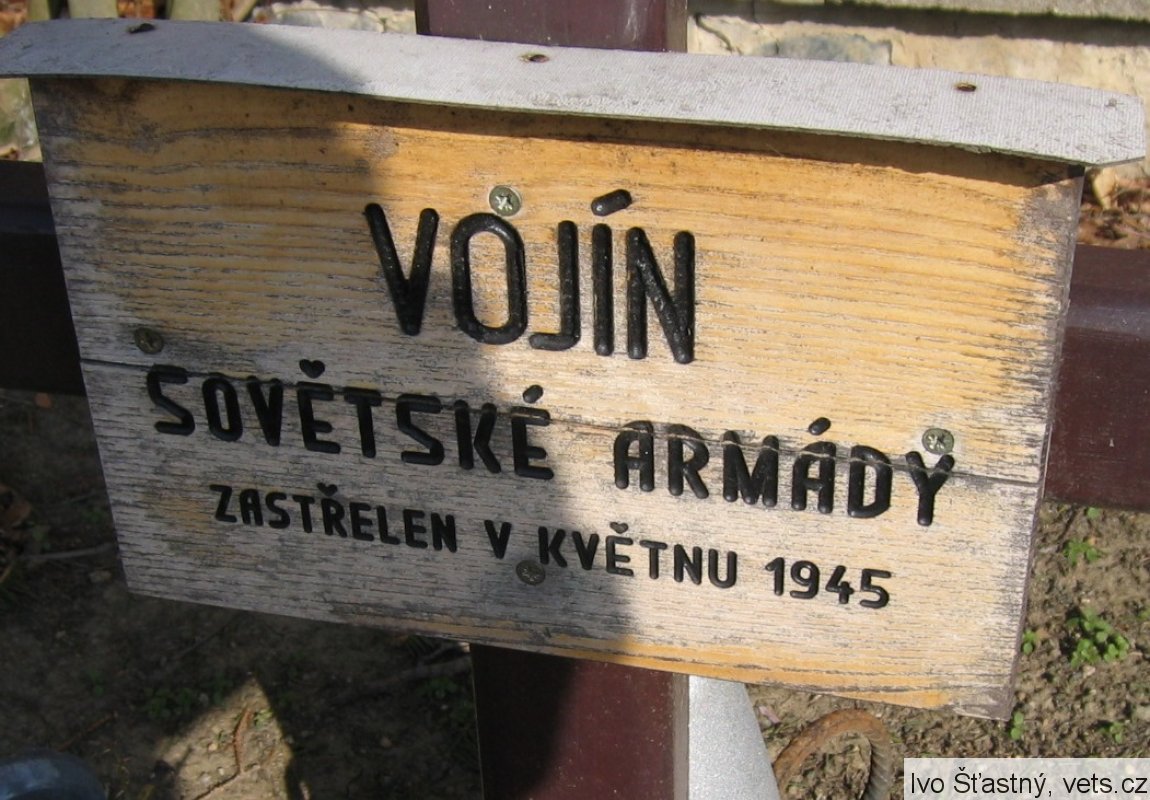 VOJÍN
SOVĚTSKÉ ARMÁDY
ZASTŘELEN V KVĚTNU 1945
Ivo Šťastný, vets.cz